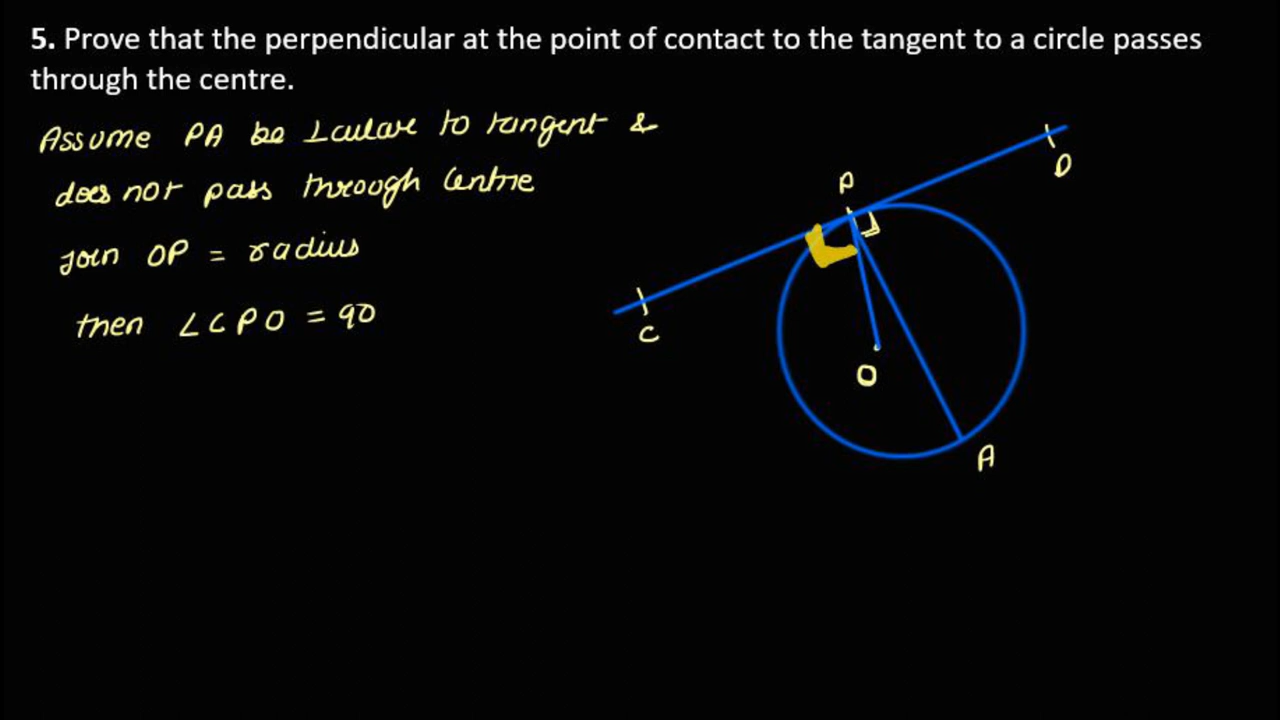 5. Prove that the perpendicular at the point of contact to the tangent to a circle passes
through the centre.
Assume PA be ⊥culare to tangent &
does not pass through Centre
join OP = radius
then ∠CPO = 90
P
D
C
O
A